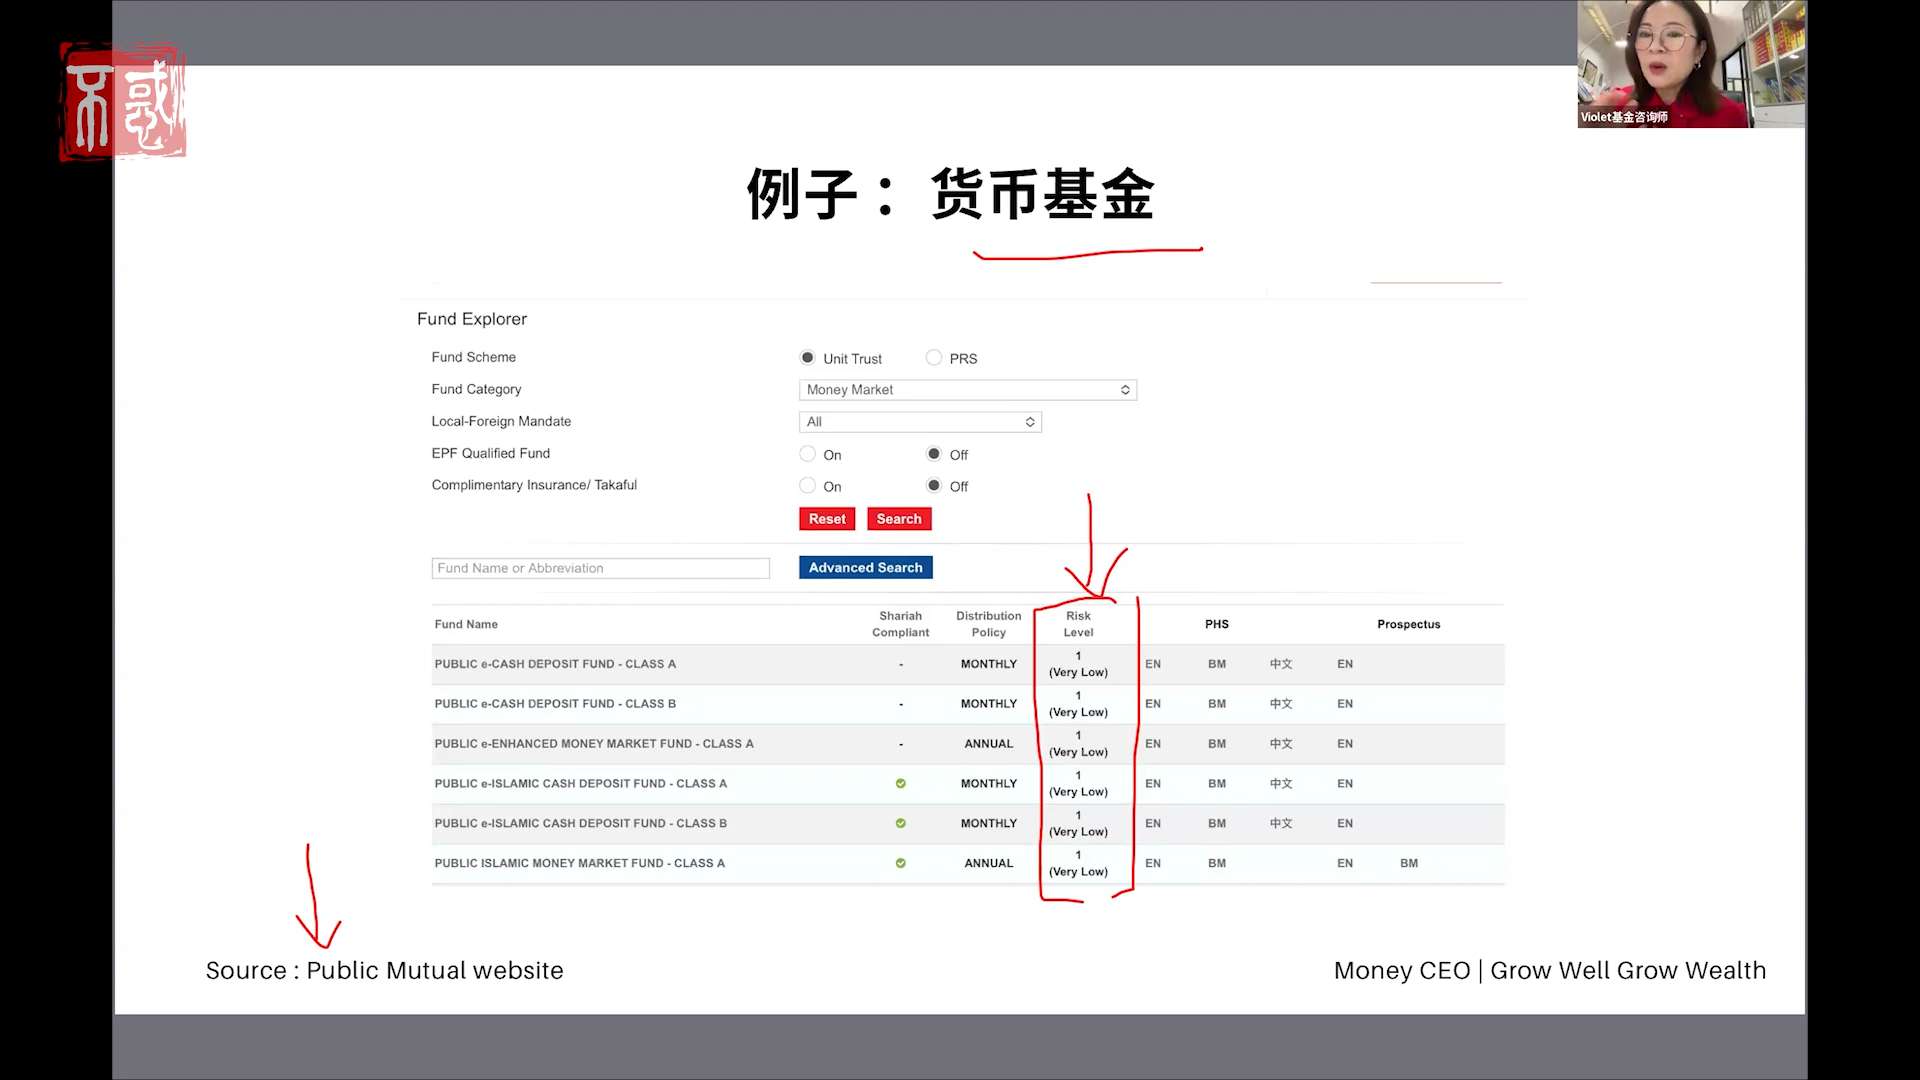 不惑
Violet基金咨询师
例子：货币基金
Fund Explorer
Fund Scheme Unit Trust PRS
Fund Category Money Market
Local-Foreign Mandate All
EPF Qualified Fund On Off
Complimentary Insurance/ Takaful On Off
Reset Search
Fund Name or Abbreviation Advanced Search
Fund Name Shariah Compliant Distribution Policy Risk Level PHS Prospectus
PUBLIC e-CASH DEPOSIT FUND - CLASS A - MONTHLY 1 (Very Low) EN BM 中文 EN
PUBLIC e-CASH DEPOSIT FUND - CLASS B - MONTHLY 1 (Very Low) EN BM 中文 EN
PUBLIC e-ENHANCED MONEY MARKET FUND - CLASS A - ANNUAL 1 (Very Low) EN BM 中文 EN
PUBLIC e-ISLAMIC CASH DEPOSIT FUND - CLASS A MONTHLY 1 (Very Low) EN BM 中文 EN
PUBLIC e-ISLAMIC CASH DEPOSIT FUND - CLASS B MONTHLY 1 (Very Low) EN BM 中文 EN
PUBLIC ISLAMIC MONEY MARKET FUND - CLASS A ANNUAL 1 (Very Low) EN BM EN BM
Source : Public Mutual website
Money CEO | Grow Well Grow Wealth